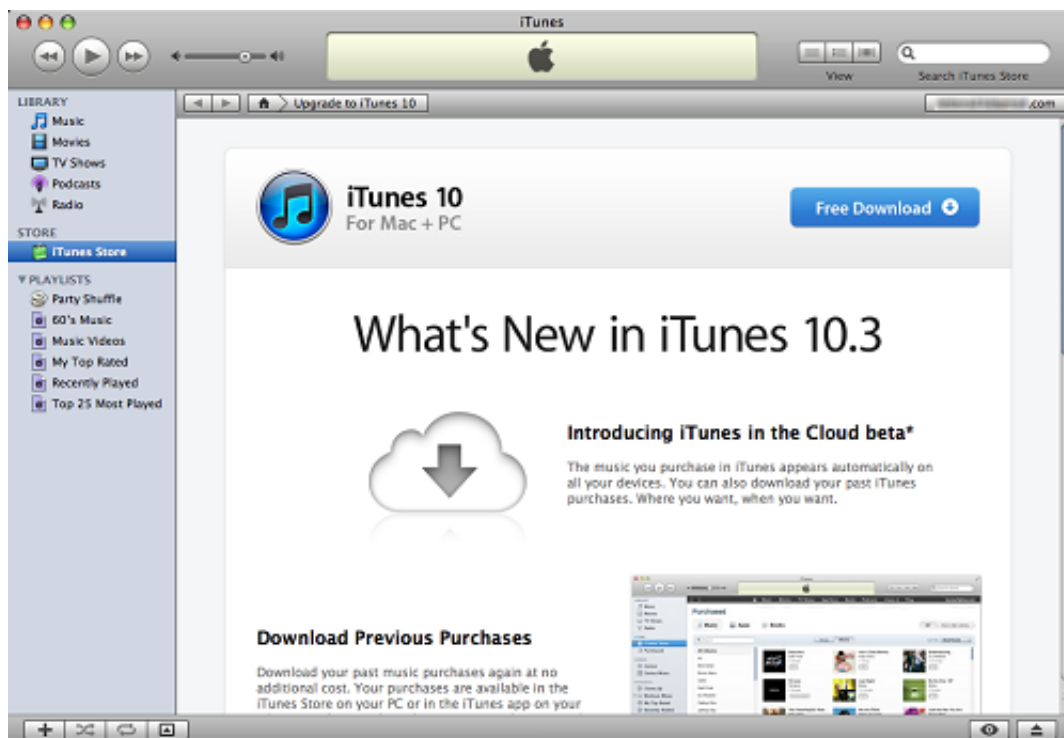 iTunes
View
Search iTunes Store
LIBRARY
Music
Movies
TV Shows
Podcasts
Radio
STORE
iTunes Store
PLAYLISTS
Party Shuffle
60's Music
Music Videos
My Top Rated
Recently Played
Top 25 Most Played
Upgrade to iTunes 10
.com
iTunes 10
For Mac + PC
Free Download
What's New in iTunes 10.3
Introducing iTunes in the Cloud beta*
The music you purchase in iTunes appears automatically on
all your devices. You can also download your past iTunes
purchases. Where you want, when you want.
Download Previous Purchases
Download your past music purchases again at no
additional cost. Your purchases are available in the
iTunes Store on your PC or in the iTunes app on your
Purchased